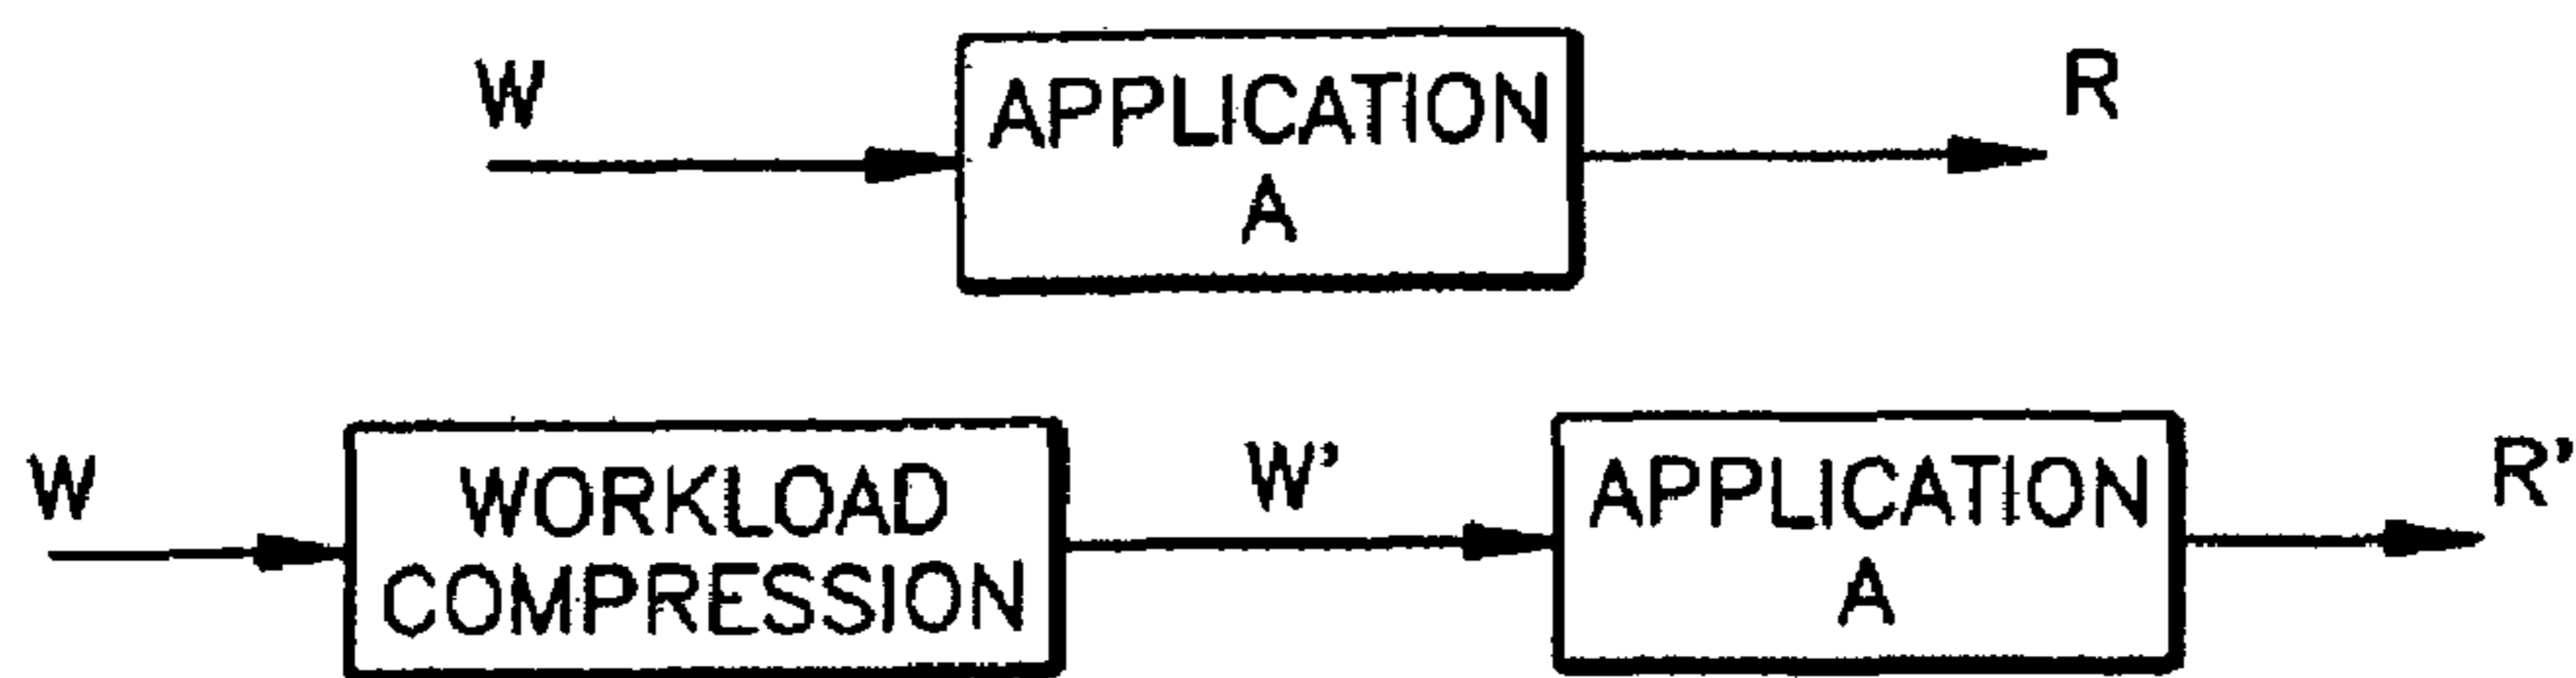 W
APPLICATION
A
R
W
WORKLOAD
COMPRESSION
W'
APPLICATION
A
R'